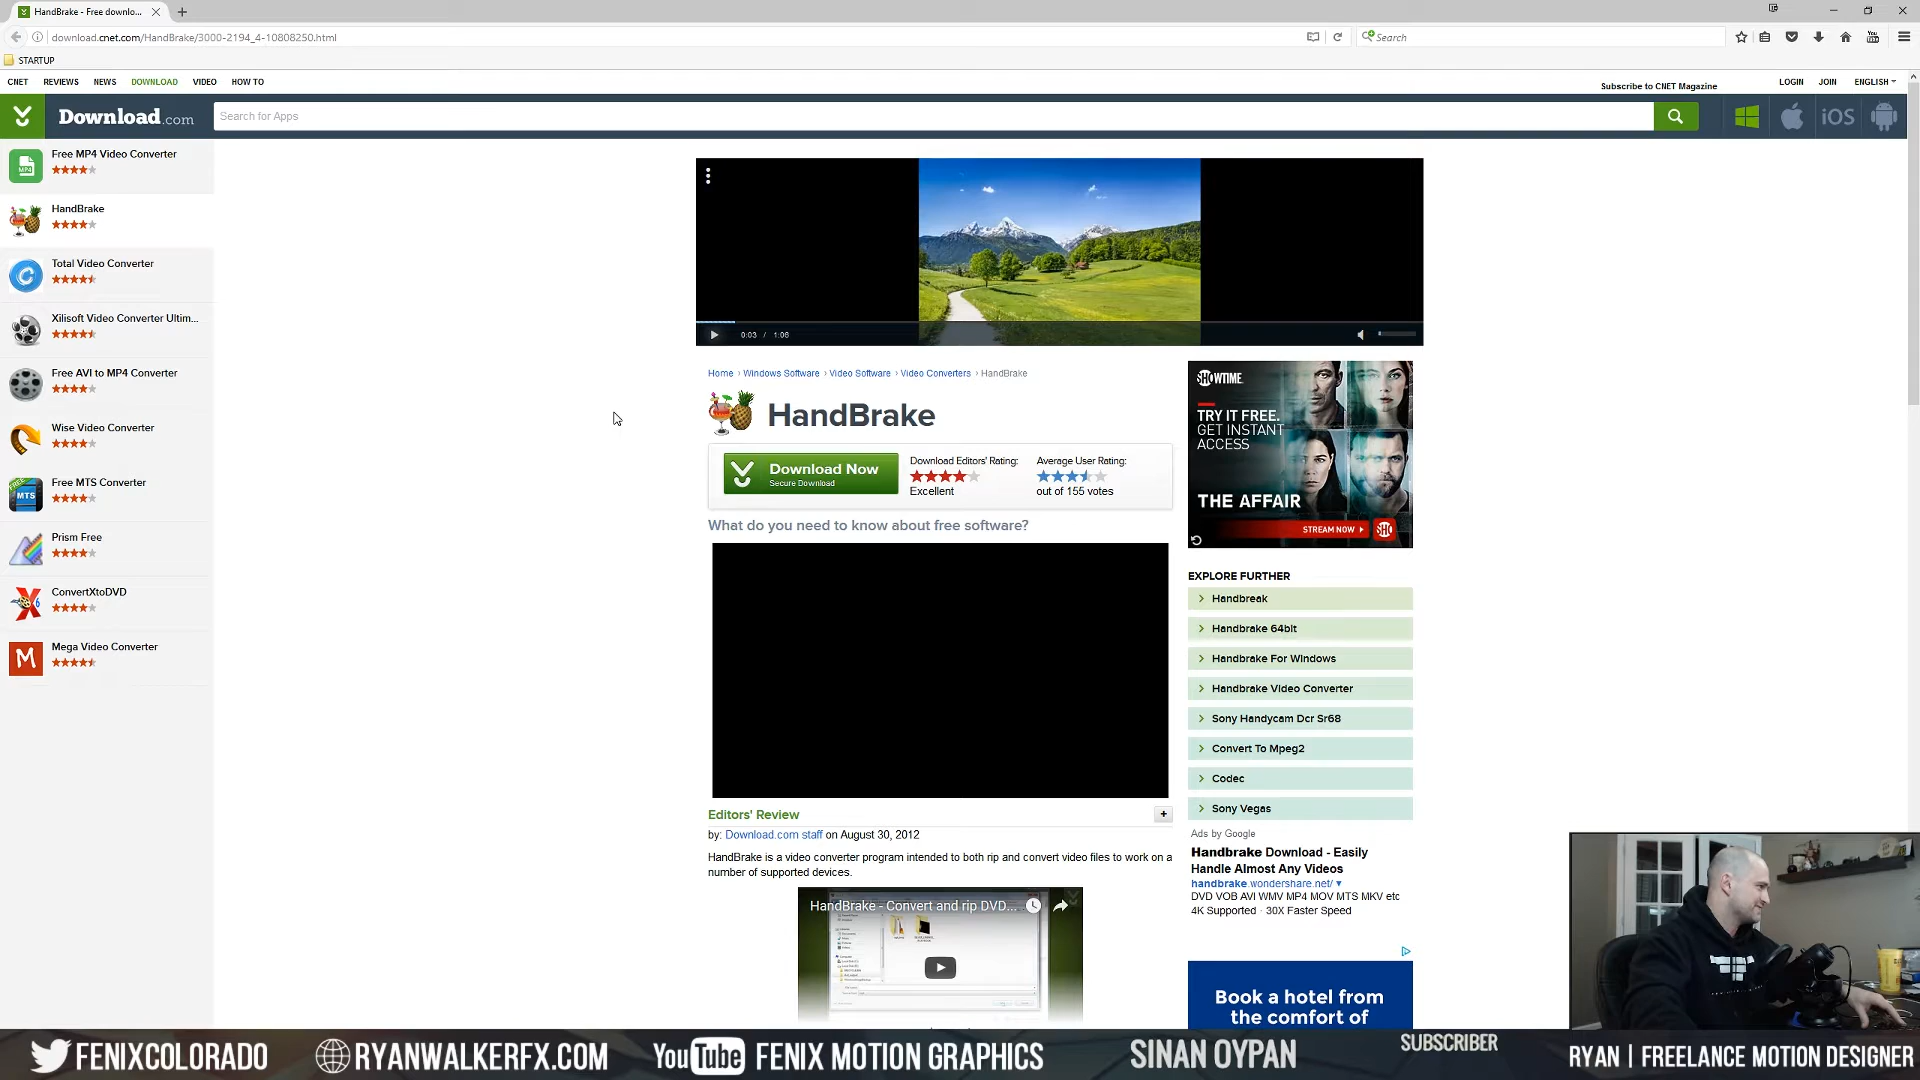 HandBrake - Free downlo...
download.cnet.com/HandBrake/3000-2194_4-10808250.html
Search
STARTUP
CNET REVIEWS NEWS DOWNLOAD VIDEO HOW TO
Subscribe to CNET Magazine
LOGIN JOIN ENGLISH
Download.com
Search for Apps
iOS
Free MP4 Video Converter
MP4
HandBrake
Total Video Converter
Xilisoft Video Converter Ultim...
Free AVI to MP4 Converter
Wise Video Converter
Free MTS Converter
FREE
MTS
Prism Free
ConvertXtoDVD
Mega Video Converter
M
0:03 / 1:06
Home › Windows Software › Video Software › Video Converters › HandBrake
HandBrake
Download Now
Secure Download
Download Editors' Rating:
Excellent
Average User Rating:
out of 155 votes
What do you need to know about free software?
Editors' Review
+
by: Download.com staff on August 30, 2012
HandBrake is a video converter program intended to both rip and convert video files to work on a
number of supported devices.
HandBrake - Convert and rip DVD...
SHOWTIME
TRY IT FREE.
GET INSTANT
ACCESS
THE AFFAIR
STREAM NOW
SHO
EXPLORE FURTHER
Handbreak
Handbrake 64bit
Handbrake For Windows
Handbrake Video Converter
Sony Handycam Dcr Sr68
Convert To Mpeg2
Codec
Sony Vegas
Ads by Google
Handbrake Download - Easily
Handle Almost Any Videos
handbrake.wondershare.net/
DVD VOB AVI WMV MP4 MOV MTS MKV etc
4K Supported · 30X Faster Speed
Book a hotel from
the comfort of
FENIXCOLORADO
RYANWALKERFX.COM
YouTube FENIX MOTION GRAPHICS
SINAN OYPAN
SUBSCRIBER
RYAN | FREELANCE MOTION DESIGNER